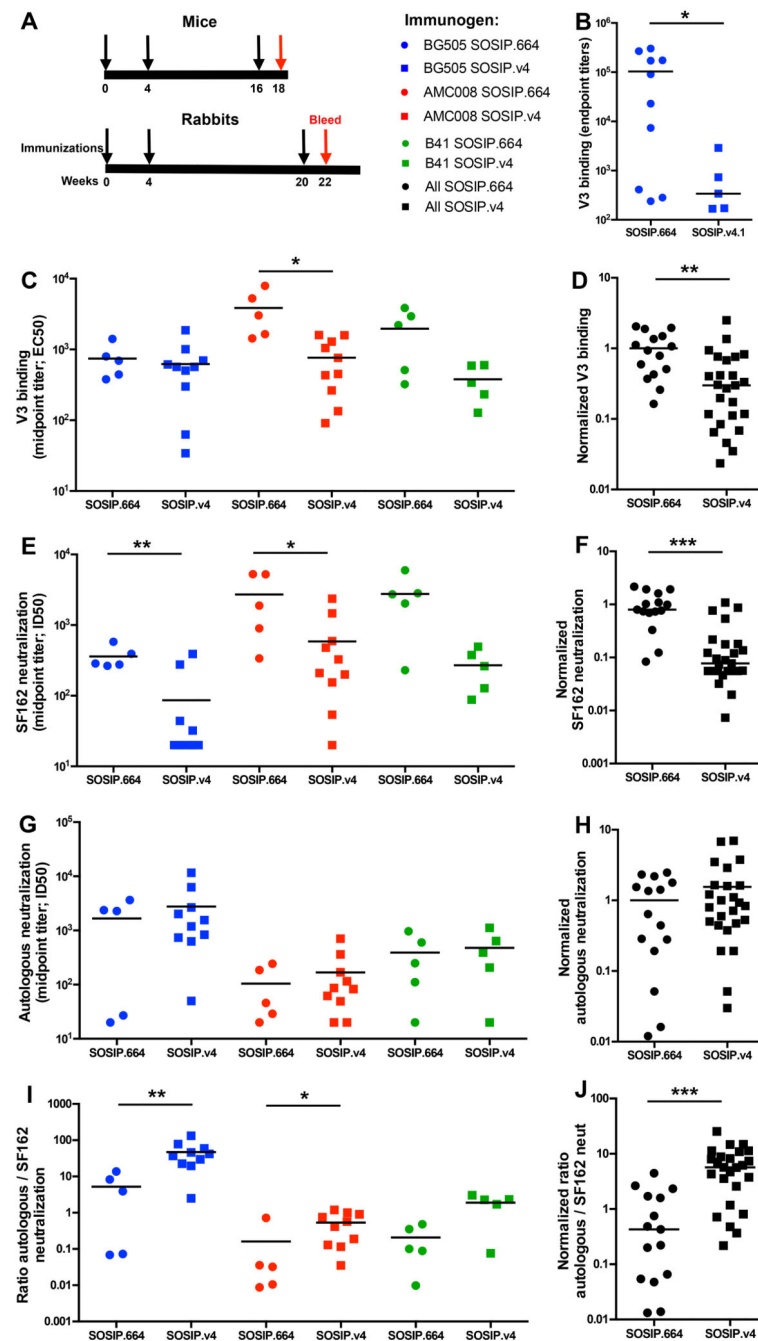 A
Mice
0 4 16 18
Rabbits
Bleed
Immunizations
Weeks 0 4 20 22
Immunogen:
BG505 SOSIP.664
BG505 SOSIP.v4
AMC008 SOSIP.664
AMC008 SOSIP.v4
B41 SOSIP.664
B41 SOSIP.v4
All SOSIP.664
All SOSIP.v4
B
*
V3 binding (endpoint titers)
10^6
10^5
10^4
10^3
10^2
SOSIP.664 SOSIP.v4.1
C
*
V3 binding
(midpoint titer; EC50)
10^4
10^3
10^2
10^1
SOSIP.664 SOSIP.v4 SOSIP.664 SOSIP.v4 SOSIP.664 SOSIP.v4
D
**
Normalized V3 binding
10
1
0.1
0.01
SOSIP.664 SOSIP.v4
E
** *
SF162 neutralization
(midpoint titer; ID50)
10^4
10^3
10^2
10^1
SOSIP.664 SOSIP.v4 SOSIP.664 SOSIP.v4 SOSIP.664 SOSIP.v4
F
***
Normalized
SF162 neutralization
10
1
0.1
0.01
0.001
SOSIP.664 SOSIP.v4
G
Autologous neutralization
(midpoint titer; ID50)
10^5
10^4
10^3
10^2
10^1
SOSIP.664 SOSIP.v4 SOSIP.664 SOSIP.v4 SOSIP.664 SOSIP.v4
H
Normalized
autologous neutralization
10
1
0.1
0.01
SOSIP.664 SOSIP.v4
I
** *
Ratio autologous / SF162
neutralization
1000
100
10
1
0.1
0.01
0.001
SOSIP.664 SOSIP.v4 SOSIP.664 SOSIP.v4 SOSIP.664 SOSIP.v4
J
***
Normalized ratio
autologous / SF162 neut
100
10
1
0.1
0.01
SOSIP.664 SOSIP.v4